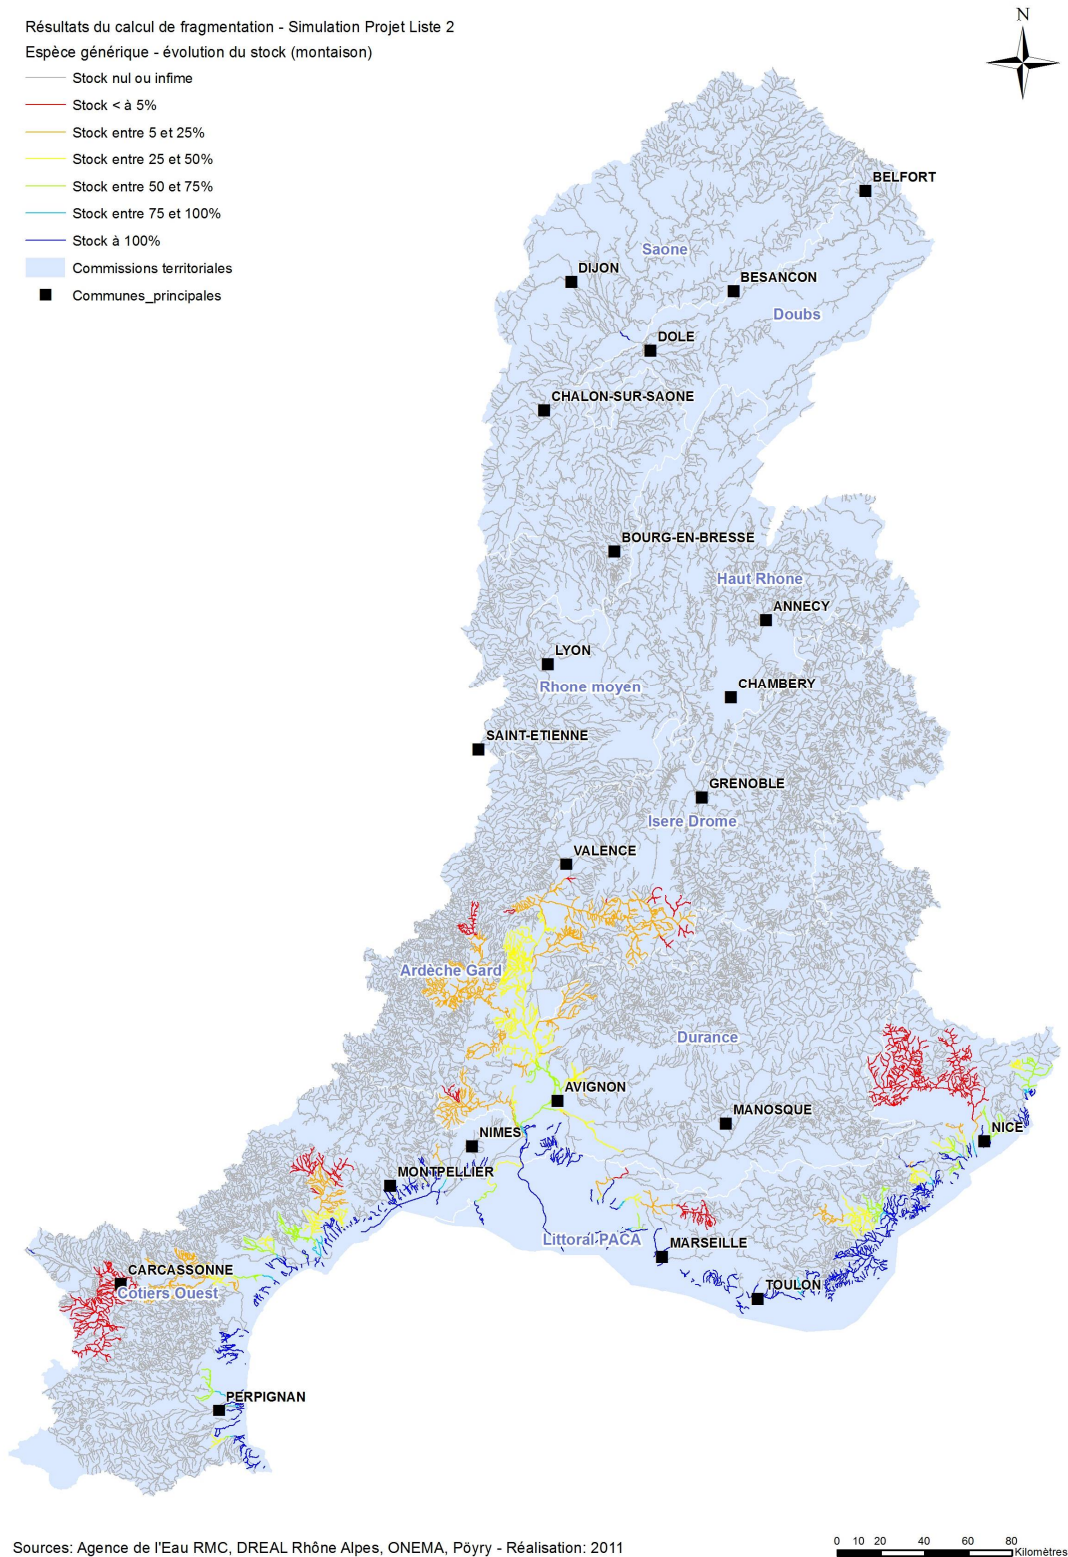 Résultats du calcul de fragmentation - Simulation Projet Liste 2
Espèce générique - évolution du stock (montaison)
Stock nul ou infime
Stock < à 5%
Stock entre 5 et 25%
Stock entre 25 et 50%
Stock entre 50 et 75%
Stock entre 75 et 100%
Stock à 100%
Commissions territoriales
Communes_principales
N
BELFORT
Saone
DIJON
BESANCON
Doubs
DOLE
CHALON-SUR-SAONE
BOURG-EN-BRESSE
Haut Rhone
ANNECY
LYON
Rhone moyen
CHAMBERY
SAINT-ETIENNE
GRENOBLE
Isere Drome
VALENCE
Ardèche Gard
Durance
AVIGNON
MANOSQUE
NICE
NIMES
MONTPELLIER
Littoral PACA
MARSEILLE
CARCASSONNE
Cotiers Ouest
TOULON
PERPIGNAN
Sources: Agence de l'Eau RMC, DREAL Rhône Alpes, ONEMA, Pöyry - Réalisation: 2011
0 10 20 40 60 80
Kilomètres